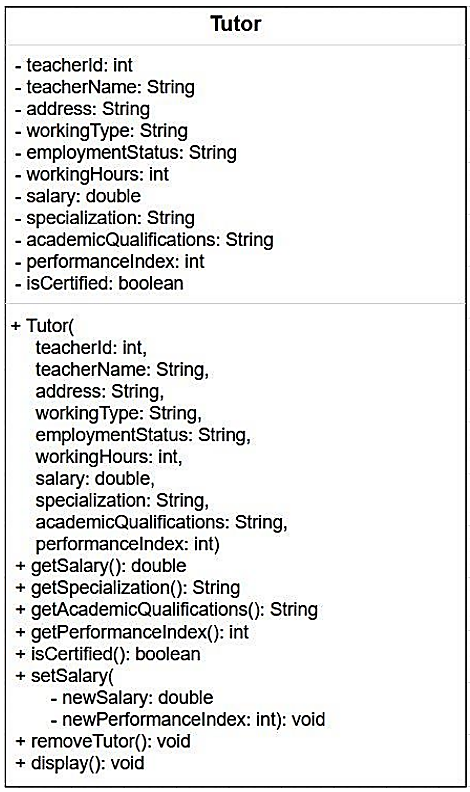 Tutor
- teacherId: int
- teacherName: String
- address: String
- workingType: String
- employmentStatus: String
- workingHours: int
- salary: double
- specialization: String
- academicQualifications: String
- performanceIndex: int
- isCertified: boolean
+ Tutor(
teacherId: int,
teacherName: String,
address: String,
workingType: String,
employmentStatus: String,
workingHours: int,
salary: double,
specialization: String,
academicQualifications: String,
performanceIndex: int)
+ getSalary(): double
+ getSpecialization(): String
+ getAcademicQualifications(): String
+ getPerformanceIndex(): int
+ isCertified(): boolean
+ setSalary(
- newSalary: double
- newPerformanceIndex: int): void
+ removeTutor(): void
+ display(): void